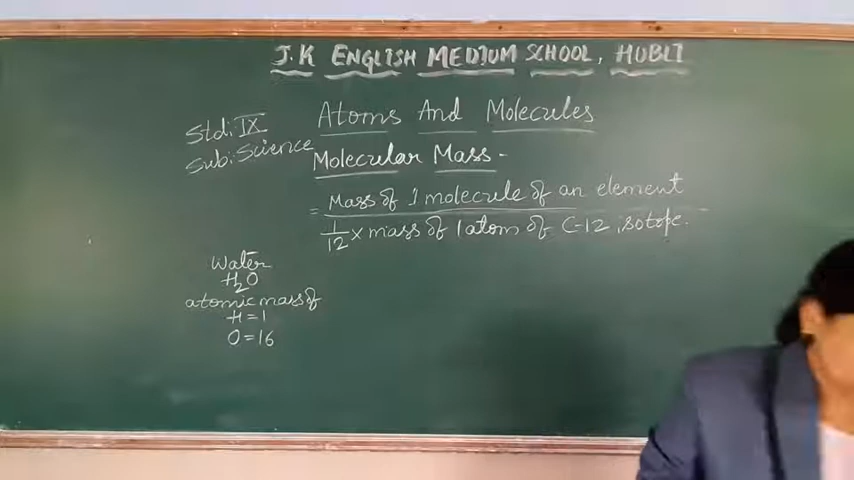 J.K ENGLISH MEDIUM SCHOOL, HUBLI
Std: IX
Sub: Science
Atoms And Molecules
Molecular Mass -
= Mass of 1 molecule of an element
1/12 x mass of 1 atom of C-12 isotope.
Water
H₂O
atomic mass of
H = 1
O = 16